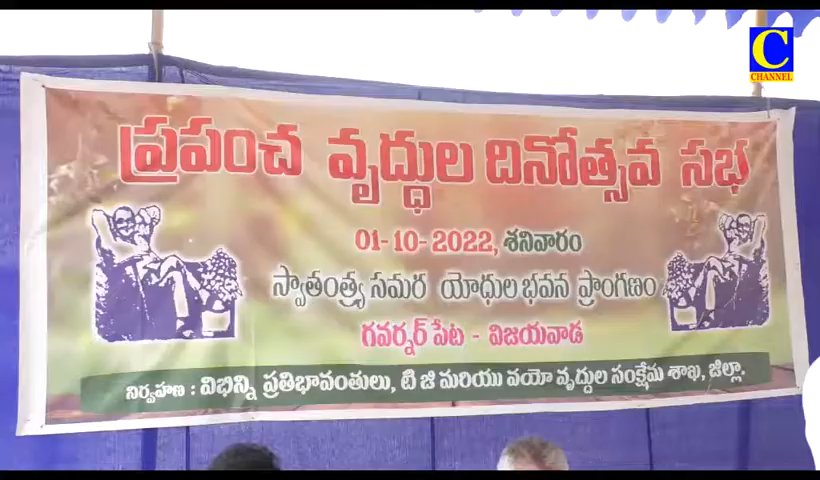 C
CHANNEL
ప్రపంచ వృద్ధుల దినోత్సవ సభ
01-10-2022, శనివారం
స్వాతంత్ర్య సమర యోధుల భవన ప్రాంగణం
గవర్నర్ పేట - విజయవాడ
నిర్వహణ : విభిన్న ప్రతిభావంతులు, టి జి మరియు వయో వృద్దుల సంక్షేమ శాఖ, జిల్లా.